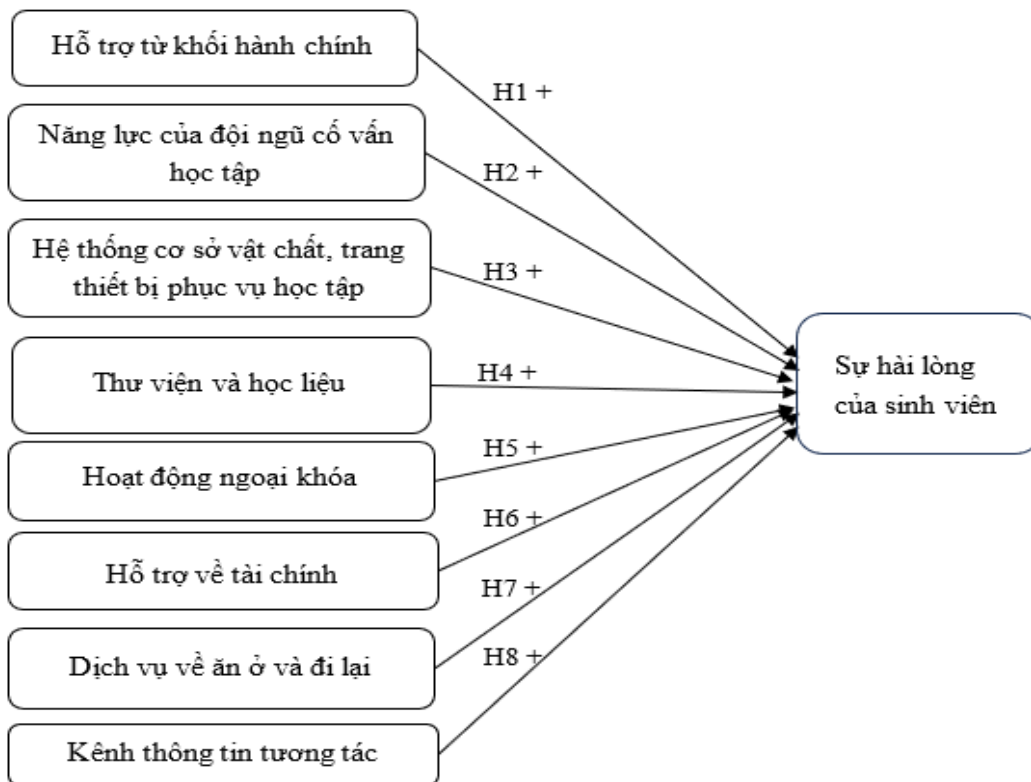 Hỗ trợ từ khối hành chính
H1 +
Năng lực của đội ngũ cố vấn
học tập
H2 +
Hệ thống cơ sở vật chất, trang
thiết bị phục vụ học tập
H3 +
Thư viện và học liệu
H4 +
Hoạt động ngoại khóa
H5 +
Hỗ trợ về tài chính
H6 +
Dịch vụ về ăn ở và đi lại
H7 +
Kênh thông tin tương tác
H8 +
Sự hài lòng
của sinh viên